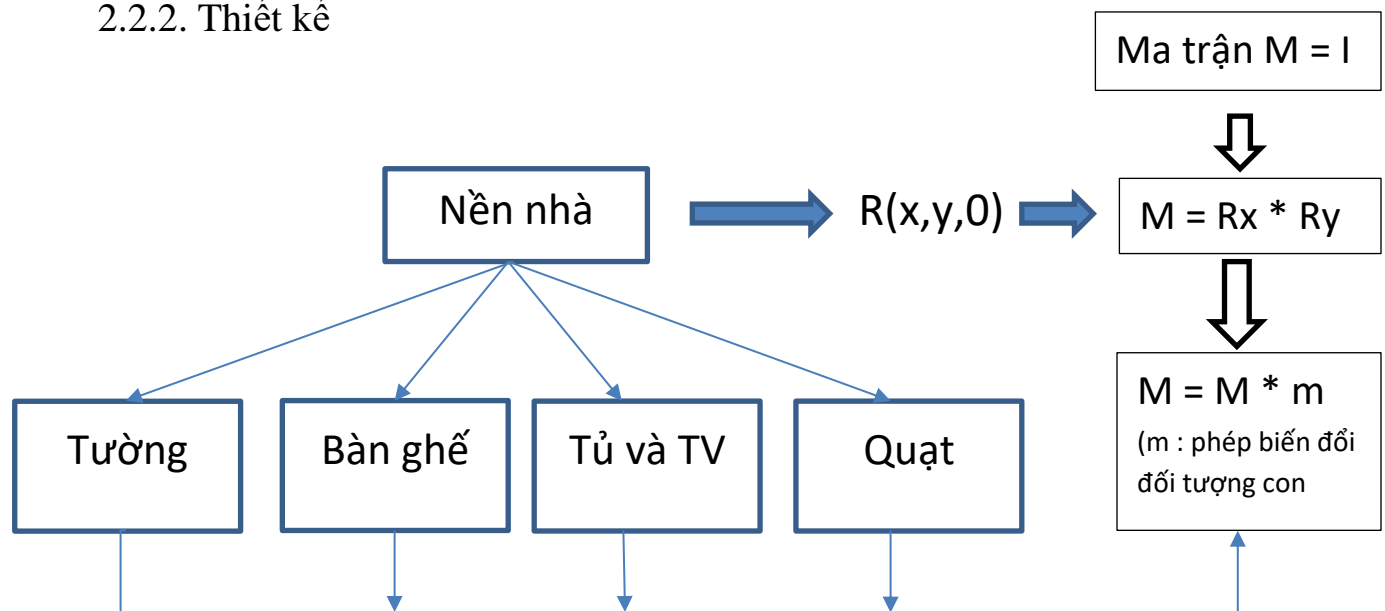 2.2.2. Thiết kế
Ma trận M = I
Nền nhà
R(x,y,0)
M = Rx * Ry
Tường
Bàn ghế
Tủ và TV
Quạt
M = M * m
(m : phép biến đổi
đối tượng con